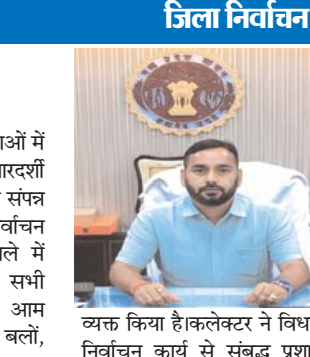 जिला निर्वाचन
ओं में
ारदर्शी
संपन्न
र्वाचन
ले में
सभी
आम
बलों,
व्यक्त किया है।कलेक्टर ने विध
निर्वाचन कार्य से संबद्ध प्रशा